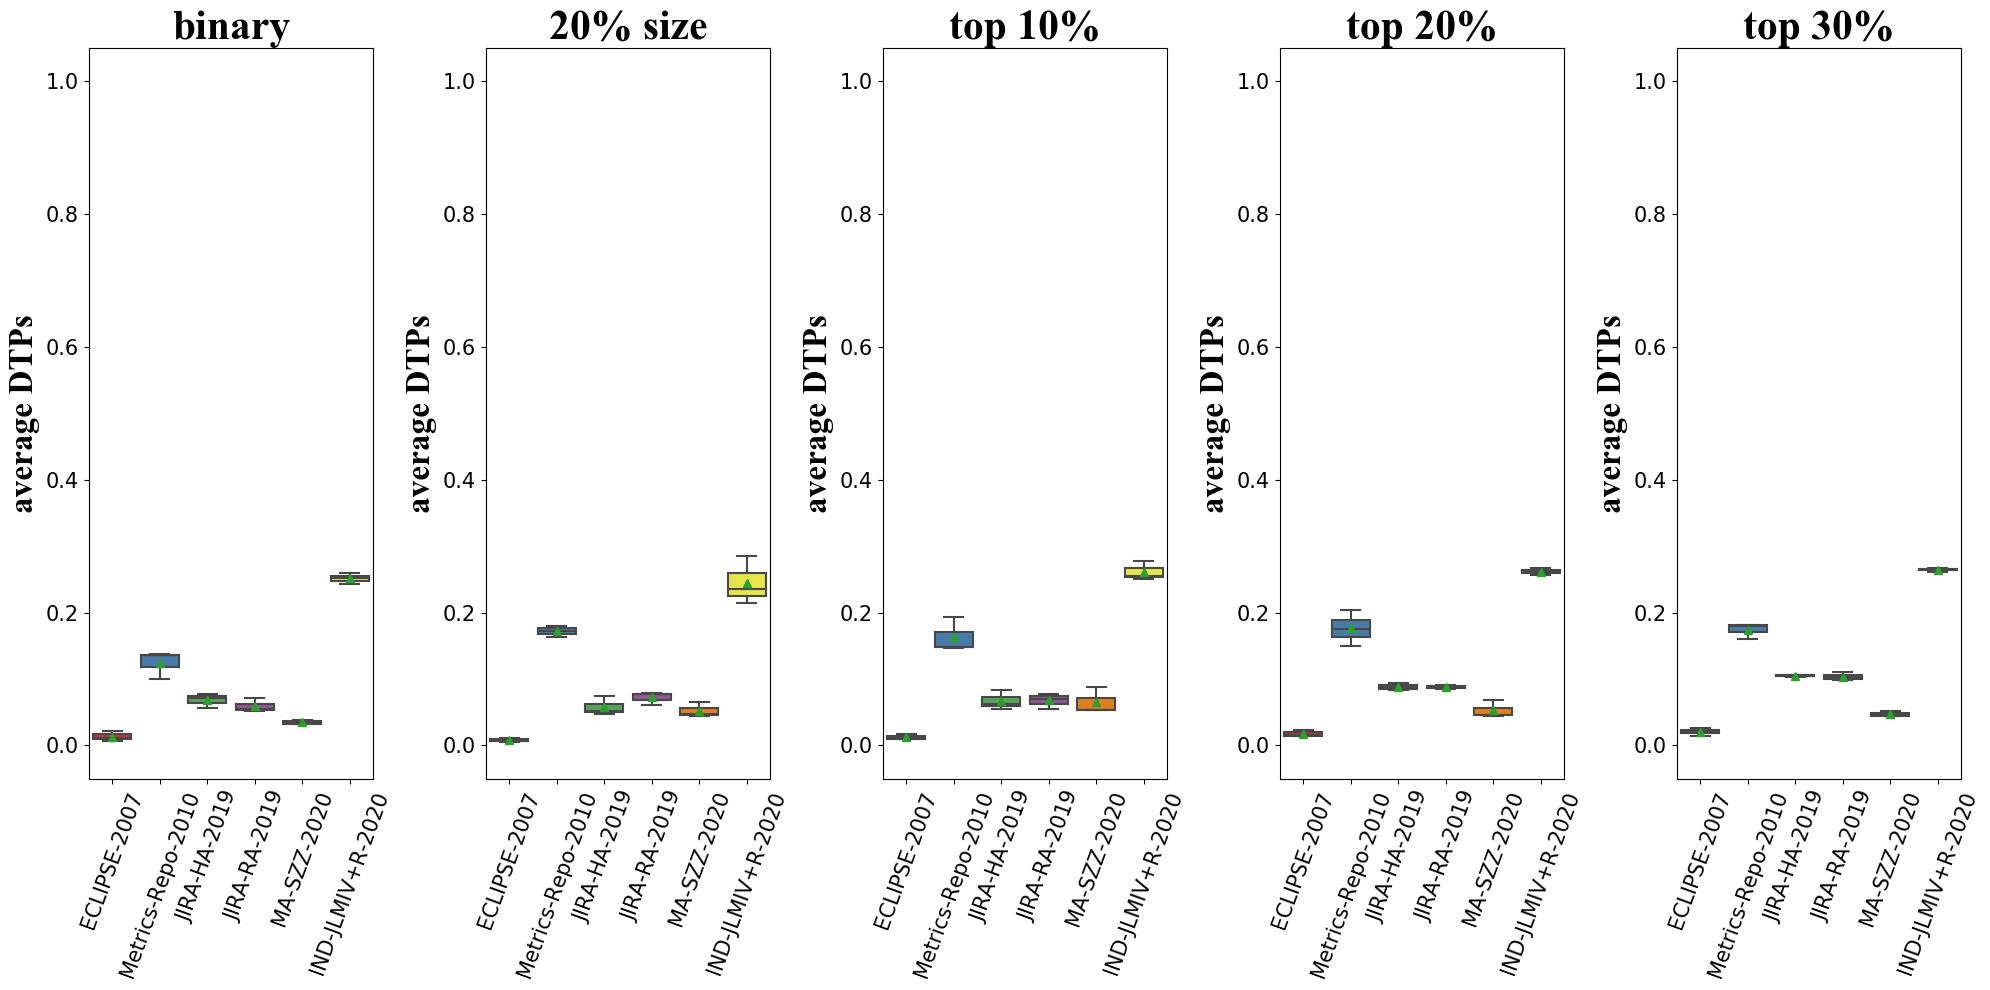 binary
average DTPs
1.0
0.8
0.6
0.4
0.2
0.0
ECLIPSE-2007
Metrics-Repo-2010
JIRA-HA-2019
JIRA-RA-2019
MA-SZZ-2020
IND-JLMIV+R-2020
20% size
average DTPs
1.0
0.8
0.6
0.4
0.2
0.0
ECLIPSE-2007
Metrics-Repo-2010
JIRA-HA-2019
JIRA-RA-2019
MA-SZZ-2020
IND-JLMIV+R-2020
top 10%
average DTPs
1.0
0.8
0.6
0.4
0.2
0.0
ECLIPSE-2007
Metrics-Repo-2010
JIRA-HA-2019
JIRA-RA-2019
MA-SZZ-2020
IND-JLMIV+R-2020
top 20%
average DTPs
1.0
0.8
0.6
0.4
0.2
0.0
ECLIPSE-2007
Metrics-Repo-2010
JIRA-HA-2019
JIRA-RA-2019
MA-SZZ-2020
IND-JLMIV+R-2020
top 30%
average DTPs
1.0
0.8
0.6
0.4
0.2
0.0
ECLIPSE-2007
Metrics-Repo-2010
JIRA-HA-2019
JIRA-RA-2019
MA-SZZ-2020
IND-JLMIV+R-2020